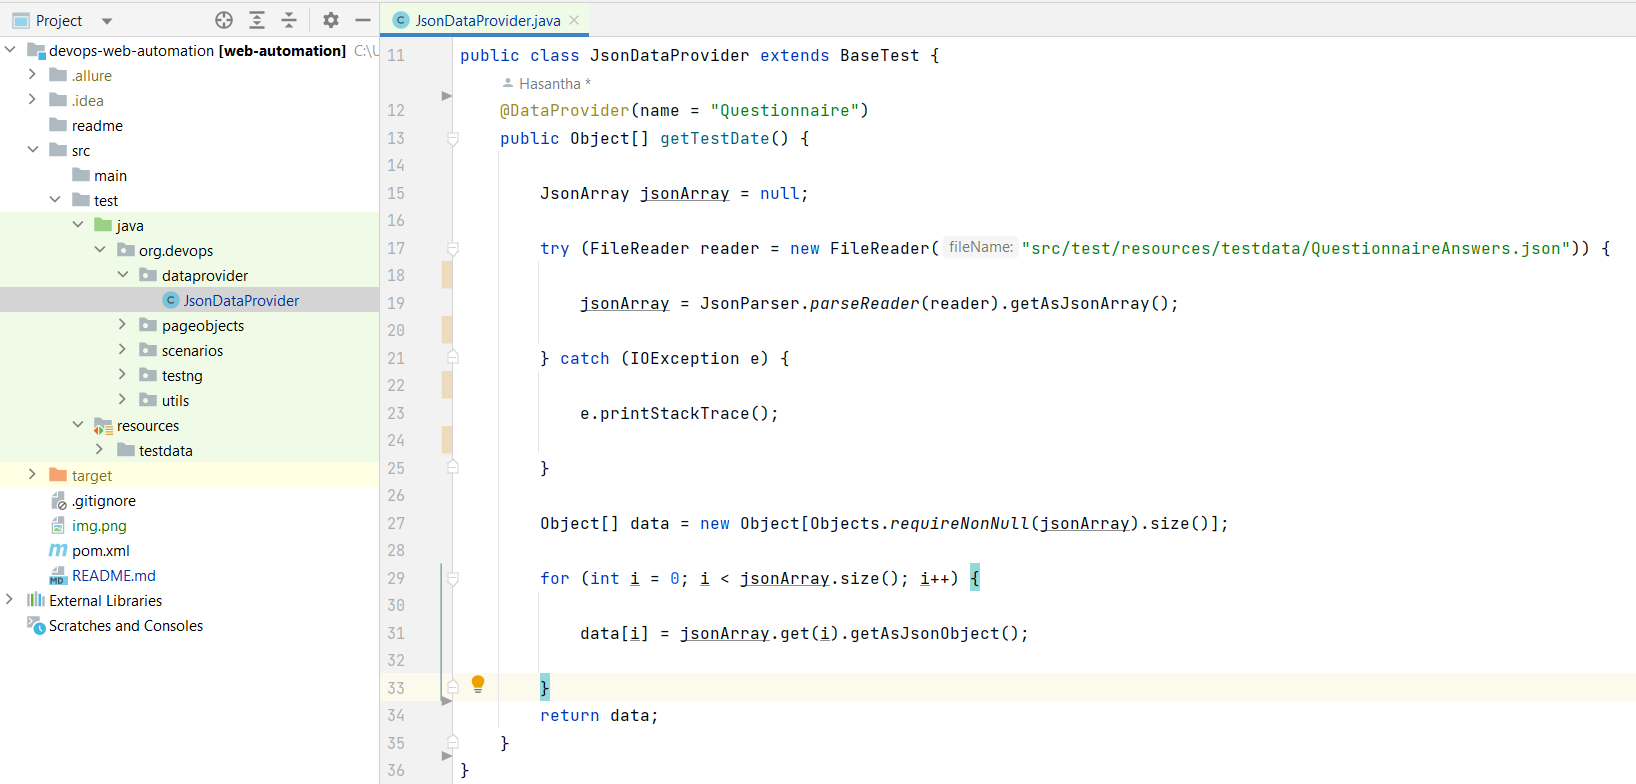 Project
devops-web-automation [web-automation] C:\U
.allure
.idea
readme
src
main
test
java
org.devops
dataprovider
JsonDataProvider
pageobjects
scenarios
testng
utils
resources
testdata
target
.gitignore
img.png
pom.xml
README.md
External Libraries
Scratches and Consoles
JsonDataProvider.java
11 public class JsonDataProvider extends BaseTest {
Hasantha *
12 @DataProvider(name = "Questionnaire")
13 public Object[] getTestDate() {
14
15 JsonArray jsonArray = null;
16
17 try (FileReader reader = new FileReader( fileName: "src/test/resources/testdata/QuestionnaireAnswers.json")) {
18
19 jsonArray = JsonParser.parseReader(reader).getAsJsonArray();
20
21 } catch (IOException e) {
22
23 e.printStackTrace();
24
25 }
26
27 Object[] data = new Object[Objects.requireNonNull(jsonArray).size()];
28
29 for (int i = 0; i < jsonArray.size(); i++) {
30
31 data[i] = jsonArray.get(i).getAsJsonObject();
32
33 }
34 return data;
35 }
36 }